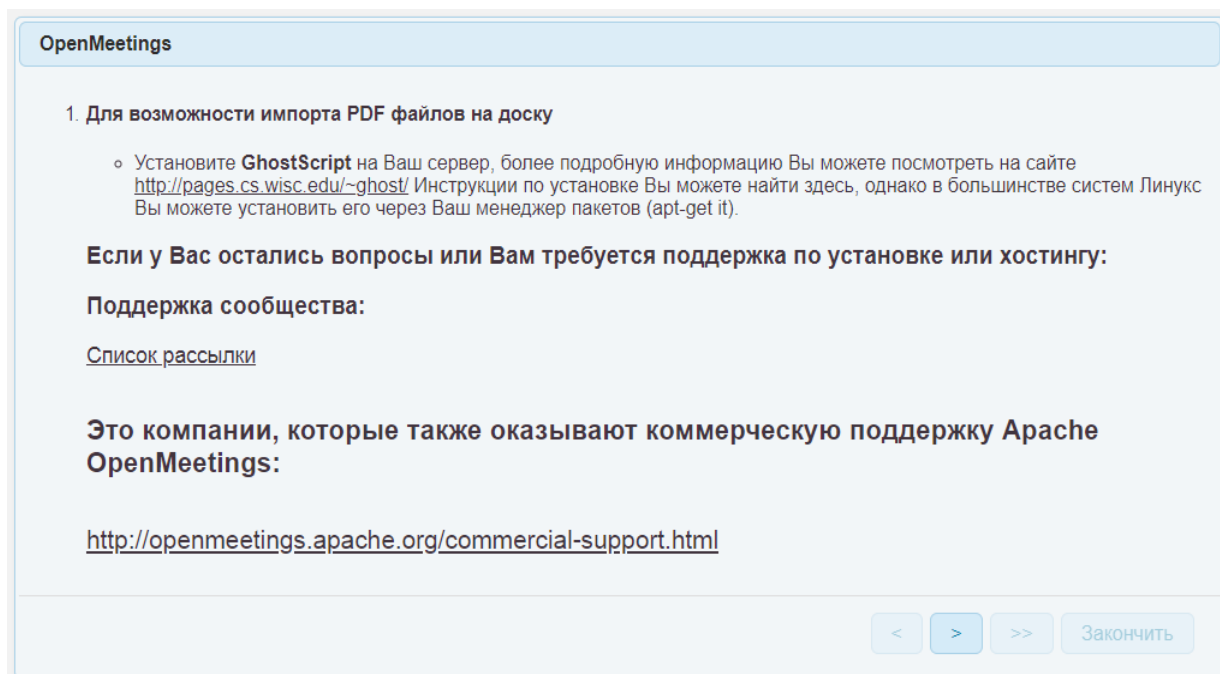 OpenMeetings
1. Для возможности импорта PDF файлов на доску
Установите GhostScript на Ваш сервер, более подробную информацию Вы можете посмотреть на сайте
http://pages.cs.wisc.edu/~ghost/ Инструкции по установке Вы можете найти здесь, однако в большинстве систем Линукс
Вы можете установить его через Ваш менеджер пакетов (apt-get it).
Если у Вас остались вопросы или Вам требуется поддержка по установке или хостингу:
Поддержка сообщества:
Список рассылки
Это компании, которые также оказывают коммерческую поддержку Apache
OpenMeetings:
http://openmeetings.apache.org/commercial-support.html
< > >> Закончить